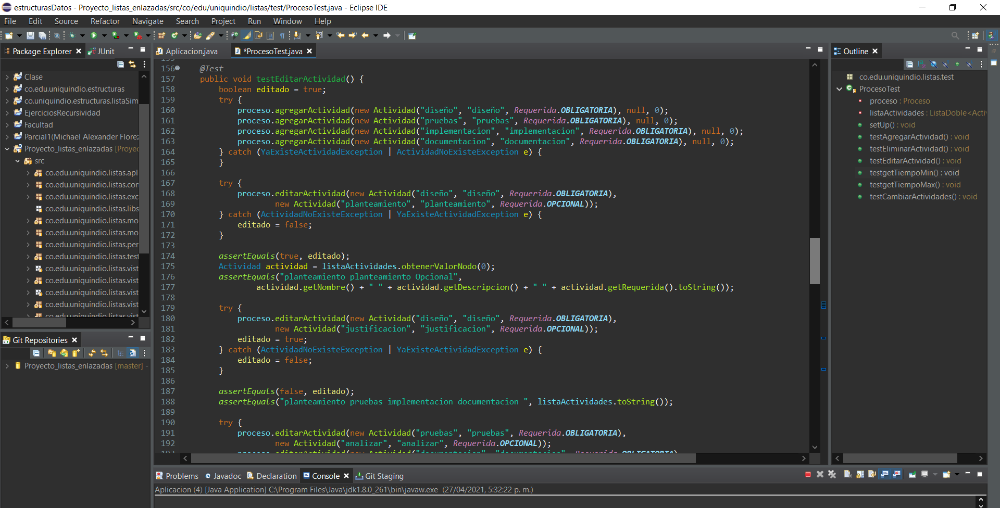 estructurasDatos - Proyecto_listas_enlazadas/src/co/edu/uniquindio/listas/test/ProcesoTest.java - Eclipse IDE
File Edit Source Refactor Navigate Search Project Run Window Help
Package Explorer
JUnit
Clase
co.edu.uniquindio.estructuras
co.uniquindio.estructuras.listaSim
EjerciciosRecursividad
Facultad
Parcial1(Michael Alexander Florez
Proyecto_listas_enlazadas [Proyec
src
co.edu.uniquindio.listas.apl
co.edu.uniquindio.listas.con
co.edu.uniquindio.listas.exc
co.edu.uniquindio.listas.libs
co.edu.uniquindio.listas.mo
co.edu.uniquindio.listas.mo
co.edu.uniquindio.listas.per
co.edu.uniquindio.listas.test
co.edu.uniquindio.listas.vist
co.edu.uniquindio.listas.vist
co.edu.uniquindio.listas.vist
co.edu.uniquindio.listas.vist
co.edu.uniquindio.listas.vist
Git Repositories
Proyecto_listas_enlazadas [master] -
Aplicacion.java
*ProcesoTest.java
156 @Test
157 public void testEditarActividad() {
158 boolean editado = true;
159 try {
160 proceso.agregarActividad(new Actividad("diseño", "diseño", Requerida.OBLIGATORIA), null, 0);
161 proceso.agregarActividad(new Actividad("pruebas", "pruebas", Requerida.OBLIGATORIA), null, 0);
162 proceso.agregarActividad(new Actividad("implementacion", "implementacion", Requerida.OBLIGATORIA), null, 0);
163 proceso.agregarActividad(new Actividad("documentacion", "documentacion", Requerida.OBLIGATORIA), null, 0);
164 } catch (YaExisteActividadException | ActividadNoExisteException e) {
165 }
166
167 try {
168 proceso.editarActividad(new Actividad("diseño", "diseño", Requerida.OBLIGATORIA),
169 new Actividad("planteamiento", "planteamiento", Requerida.OPCIONAL));
170 } catch (ActividadNoExisteException | YaExisteActividadException e) {
171 editado = false;
172 }
173
174 assertEquals(true, editado);
175 Actividad actividad = listaActividades.obtenerValorNodo(0);
176 assertEquals("planteamiento planteamiento Opcional",
177 actividad.getNombre() + " " + actividad.getDescripcion() + " " + actividad.getRequerida().toString());
178
179 try {
180 proceso.editarActividad(new Actividad("diseño", "diseño", Requerida.OBLIGATORIA),
181 new Actividad("justificacion", "justificacion", Requerida.OPCIONAL));
182 editado = true;
183 } catch (ActividadNoExisteException | YaExisteActividadException e) {
184 editado = false;
185 }
186
187 assertEquals(false, editado);
188 assertEquals("planteamiento pruebas implementacion documentacion ", listaActividades.toString());
189
190 try {
191 proceso.editarActividad(new Actividad("pruebas", "pruebas", Requerida.OBLIGATORIA),
192 new Actividad("analizar", "analizar", Requerida.OPCIONAL));
Outline
co.edu.uniquindio.listas.test
ProcesoTest
proceso : Proceso
listaActividades : ListaDoble<Activ
setUp() : void
testAgregarActividad() : void
testEliminarActividad() : void
testEditarActividad() : void
testgetTiempoMin() : void
testgetTiempoMax() : void
testCambiarActividades() : void
Problems Javadoc Declaration Console Git Staging
Aplicacion (4) [Java Application] C:\Program Files\Java\jdk1.8.0_261\bin\javaw.exe (27/04/2021, 5:32:22 p. m.)